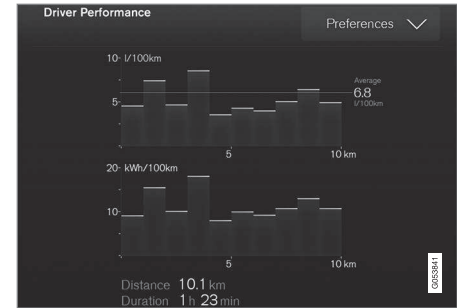 Driver Performance
Preferences
10- l/100km
Average
6.8
l/100km
5-
5 10 km
20- kWh/100km
10-
5 10 km
Distance 10.1 km
Duration 1 h 23 min
G053841